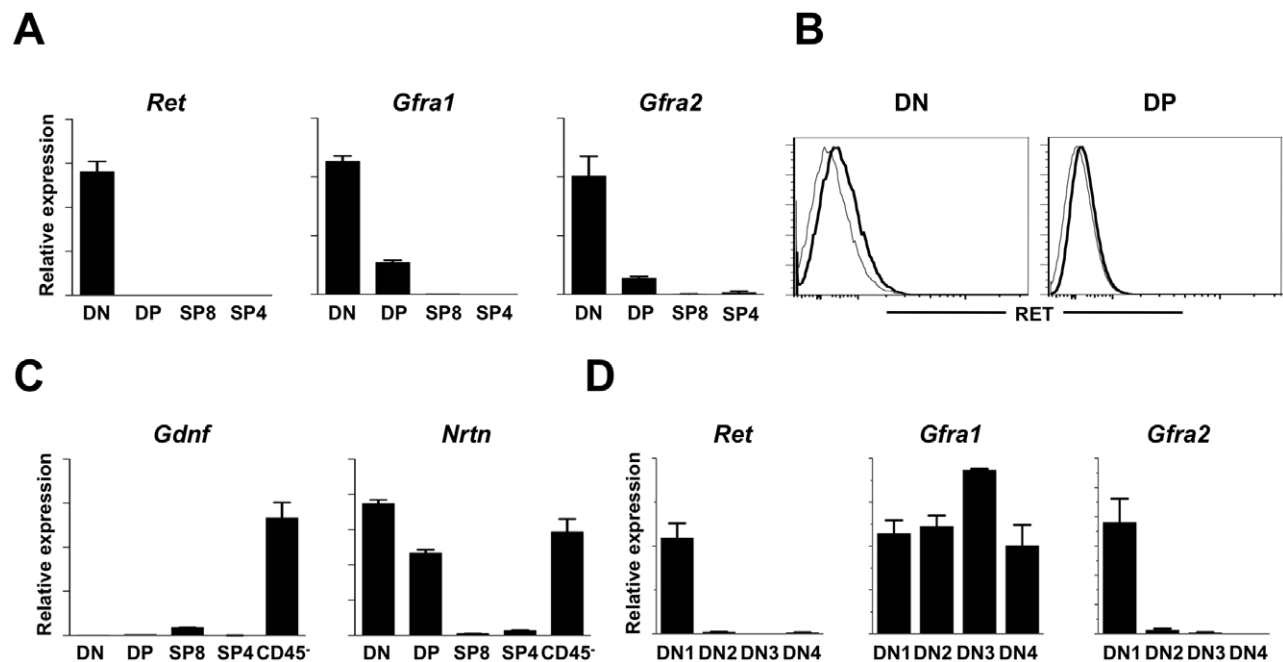 A
B
Ret
Gfra1
Gfra2
DN
DP
Relative expression
DN DP SP8 SP4
DN DP SP8 SP4
DN DP SP8 SP4
RET
C
D
Gdnf
Nrtn
Ret
Gfra1
Gfra2
Relative expression
Relative expression
DN DP SP8 SP4 CD45-
DN DP SP8 SP4 CD45-
DN1 DN2 DN3 DN4
DN1 DN2 DN3 DN4
DN1 DN2 DN3 DN4